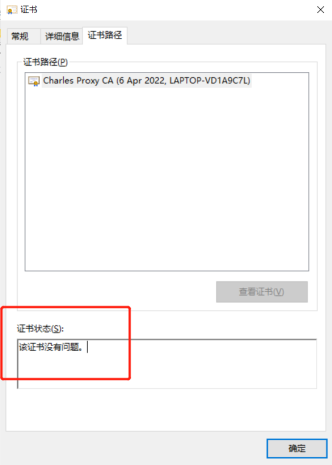 证书
常规 详细信息 证书路径
证书路径(P)
Charles Proxy CA (6 Apr 2022, LAPTOP-VD1A9C7L)
查看证书(V)
证书状态(S):
该证书没有问题。
确定